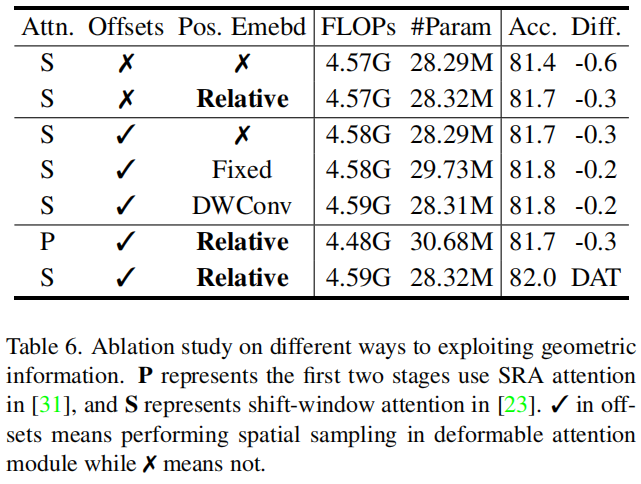 Attn. Offsets Pos. Emebd FLOPs #Param Acc. Diff.
S ✗ ✗ 4.57G 28.29M 81.4 -0.6
S ✗ Relative 4.57G 28.32M 81.7 -0.3
S ✓ ✗ 4.58G 28.29M 81.7 -0.3
S ✓ Fixed 4.58G 29.73M 81.8 -0.2
S ✓ DWConv 4.59G 28.31M 81.8 -0.2
P ✓ Relative 4.48G 30.68M 81.7 -0.3
S ✓ Relative 4.59G 28.32M 82.0 DAT
Table 6. Ablation study on different ways to exploiting geometric
information. P represents the first two stages use SRA attention
in [31], and S represents shift-window attention in [23]. ✓ in off-
sets means performing spatial sampling in deformable attention
module while ✗ means not.